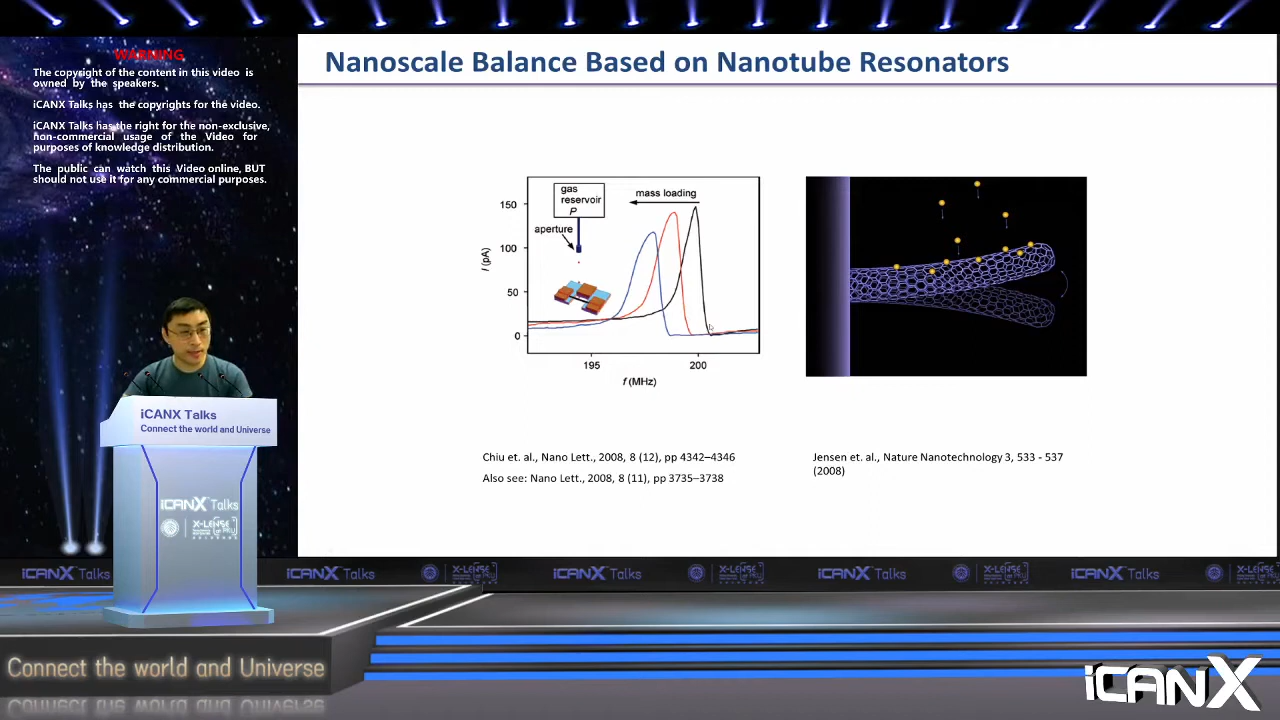 WARNING
The copyright of the content in this video is
owned by the speakers.
iCANX Talks has the copyrights for the video.
iCANX Talks has the right for the non-exclusive,
non-commercial usage of the Video for
purposes of knowledge distribution.
The public can watch this Video online, BUT
should not use it for any commercial purposes.
Nanoscale Balance Based on Nanotube Resonators
gas
reservoir
P
aperture
mass loading
150
100
50
0
I (pA)
195
200
f (MHz)
Chiu et. al., Nano Lett., 2008, 8 (12), pp 4342–4346
Also see: Nano Lett., 2008, 8 (11), pp 3735–3738
Jensen et. al., Nature Nanotechnology 3, 533 - 537
(2008)
iCANX Talks
Connect the world and Universe
iCANX Talks
X-LENSE
iCANX Talks
X-LENSE
iCANX Talks
X-LENSE
iCANX Talks
X-LENSE
iCANX Talks
X-LENSE
iCANX Talks
Connect the world and Universe
iCANX